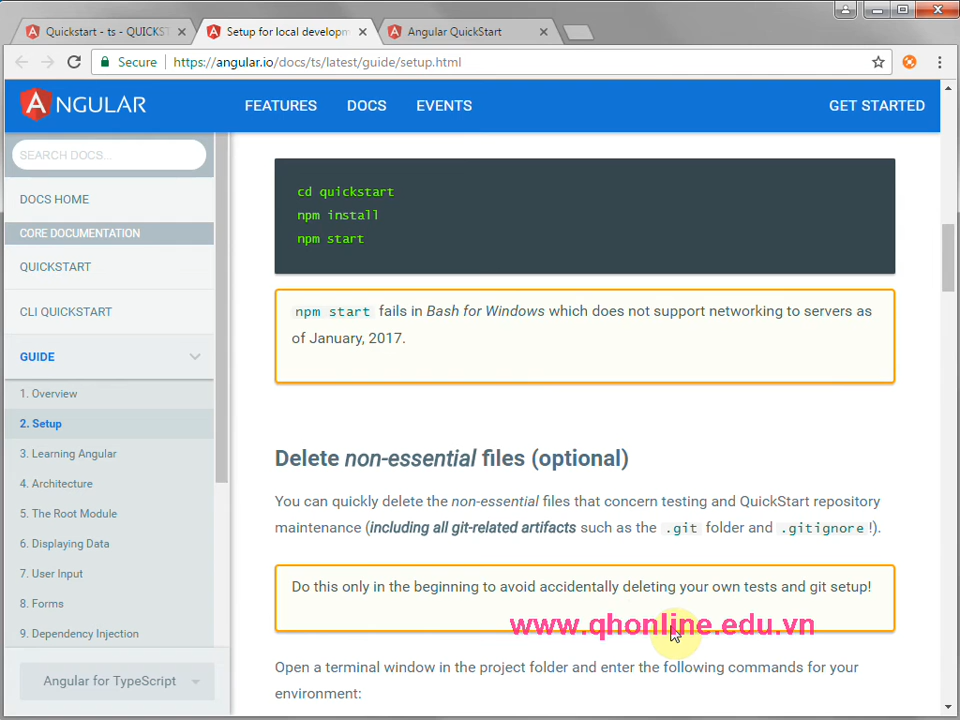 Quickstart - ts - QUICKST
Setup for local developm
Angular QuickStart
Secure
https://angular.io/docs/ts/latest/guide/setup.html
ANGULAR
FEATURES
DOCS
EVENTS
GET STARTED
SEARCH DOCS...
DOCS HOME
CORE DOCUMENTATION
QUICKSTART
CLI QUICKSTART
GUIDE
1. Overview
2. Setup
3. Learning Angular
4. Architecture
5. The Root Module
6. Displaying Data
7. User Input
8. Forms
9. Dependency Injection
Angular for TypeScript
cd quickstart
npm install
npm start
npm start fails in Bash for Windows which does not support networking to servers as
of January, 2017.
Delete non-essential files (optional)
You can quickly delete the non-essential files that concern testing and QuickStart repository
maintenance (including all git-related artifacts such as the .git folder and .gitignore!).
Do this only in the beginning to avoid accidentally deleting your own tests and git setup!
www.qhonline.edu.vn
Open a terminal window in the project folder and enter the following commands for your
environment: